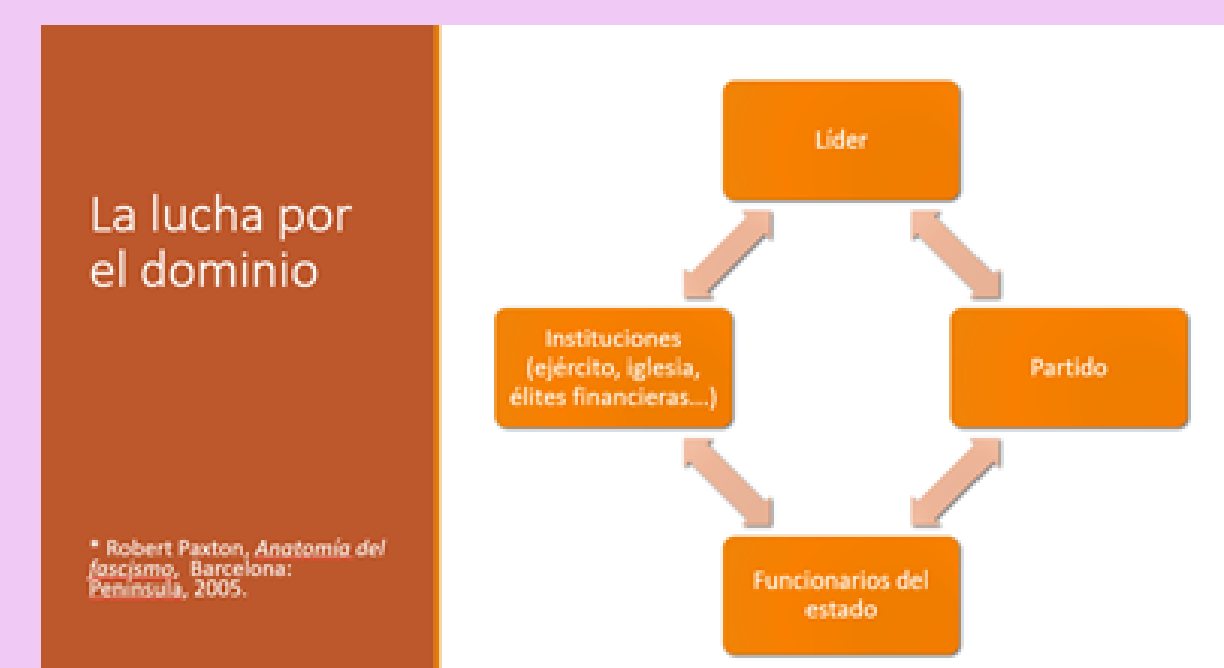 La lucha por
el dominio
* Robert Paxton, Anatomía del
fascismo, Barcelona:
Península, 2005.
Líder
Instituciones
(ejército, iglesia,
élites financieras...)
Partido
Funcionarios del
estado